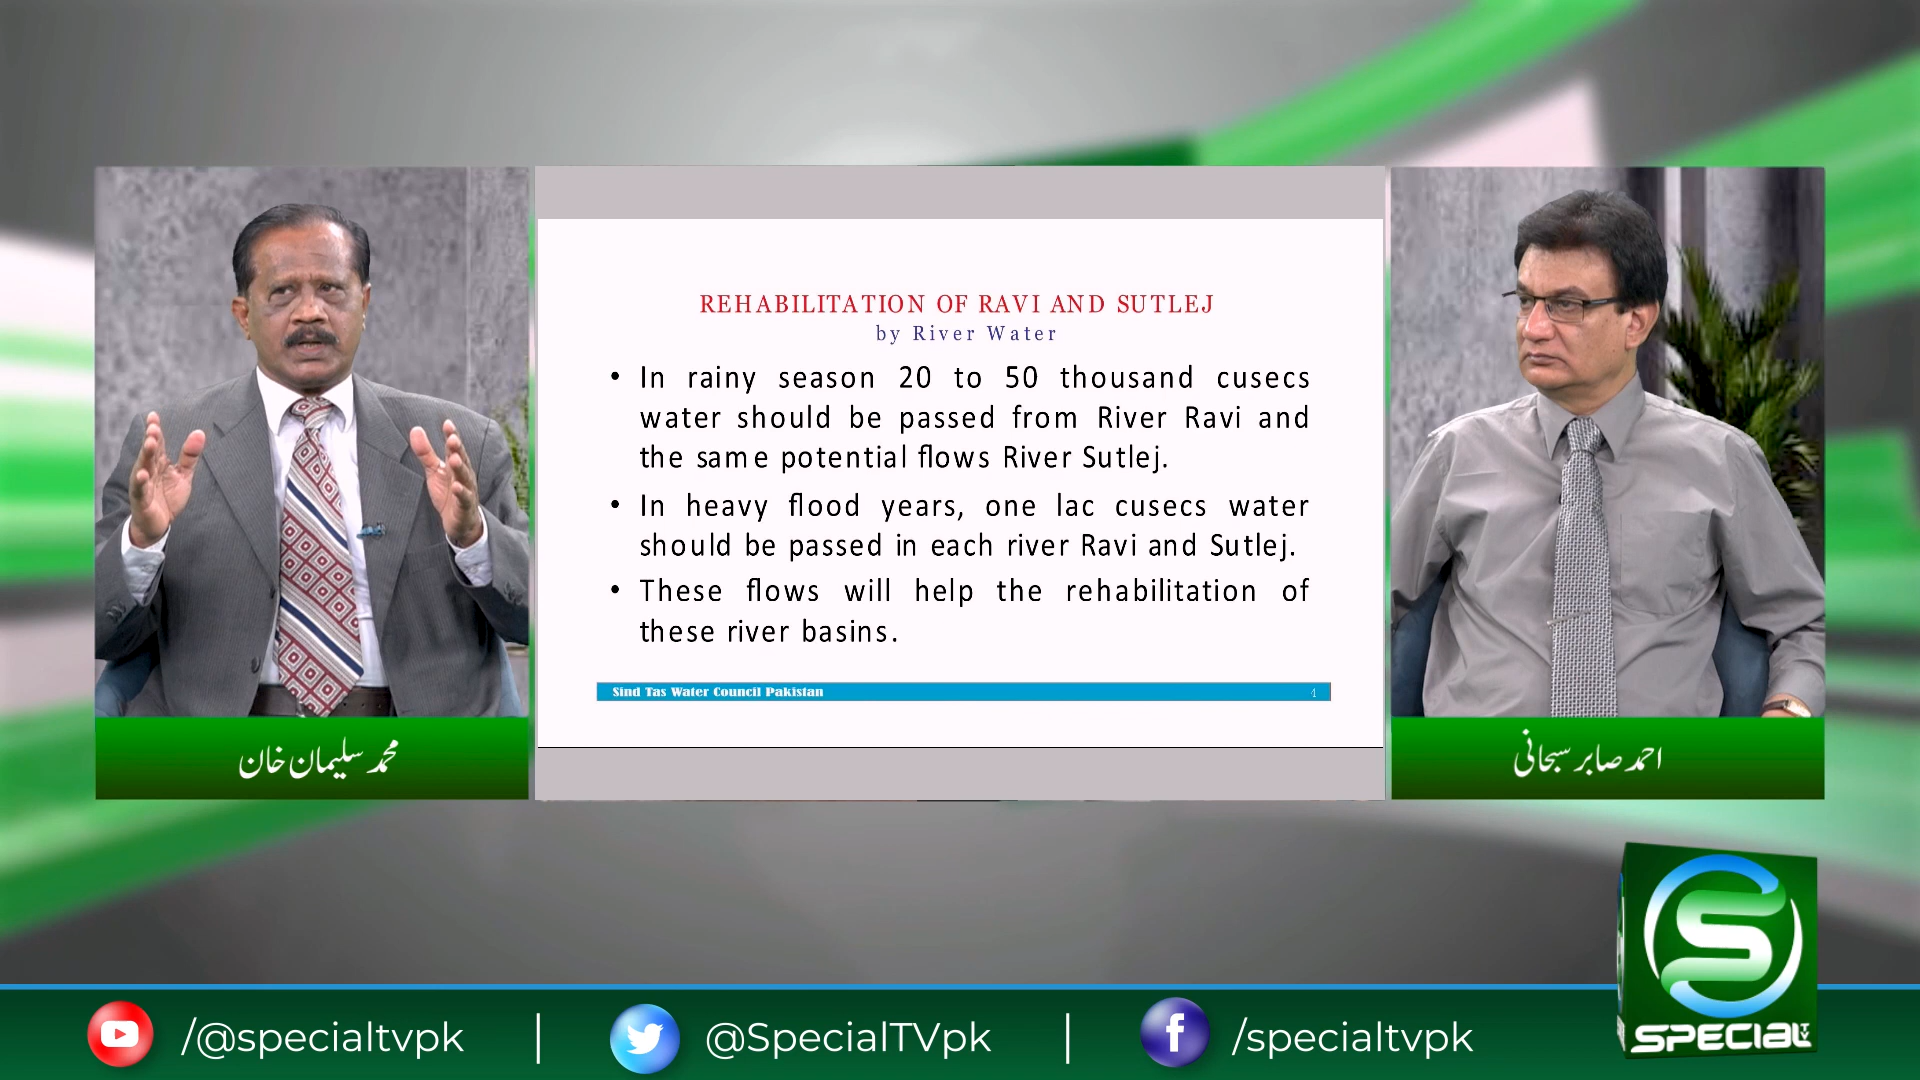 REHABILITATION OF RAVI AND SUTLEJ
by River Water
• In rainy season 20 to 50 thousand cusecs
water should be passed from River Ravi and
the same potential flows River Sutlej.
• In heavy flood years, one lac cusecs water
should be passed in each river Ravi and Sutlej.
• These flows will help the rehabilitation of
these river basins.
Sind Tas Water Council Pakistan 4
محمد سلیمان خان
احمد صابر سبحانی
S
SPECIAL TV
/@specialtvpk | @SpecialTVpk | /specialtvpk